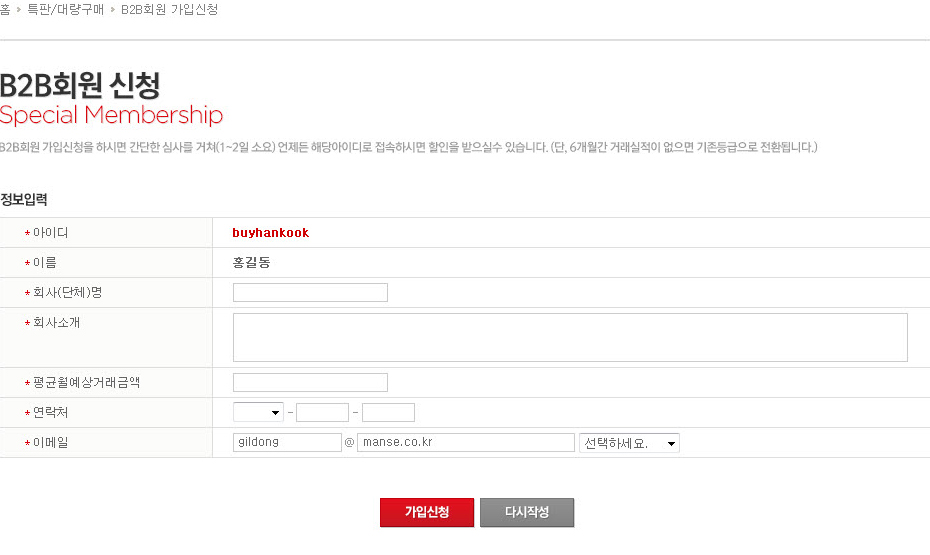 홈 > 특판/대량구매 > B2B회원 가입신청
B2B회원 신청
Special Membership
B2B회원 가입신청을 하시면 간단한 심사를 거쳐(1~2일 소요) 언제든 해당아이디로 접속하시면 할인을 받으실수 있습니다. (단, 6개월간 거래실적이 없으면 기존등급으로 전환됩니다.)
정보입력
* 아이디 buyhankook
* 이름 홍길동
* 회사(단체)명
* 회사소개
* 평균월예상거래금액
* 연락처 - -
* 이메일 gildong @ manse.co.kr 선택하세요.
가입신청 다시작성